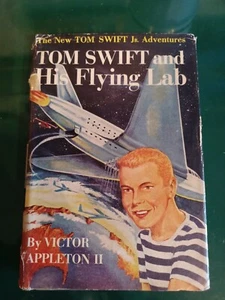 The New TOM SWIFT Jr. Adventures
TOM SWIFT and
His Flying Lab
By VICTOR
APPLETON II